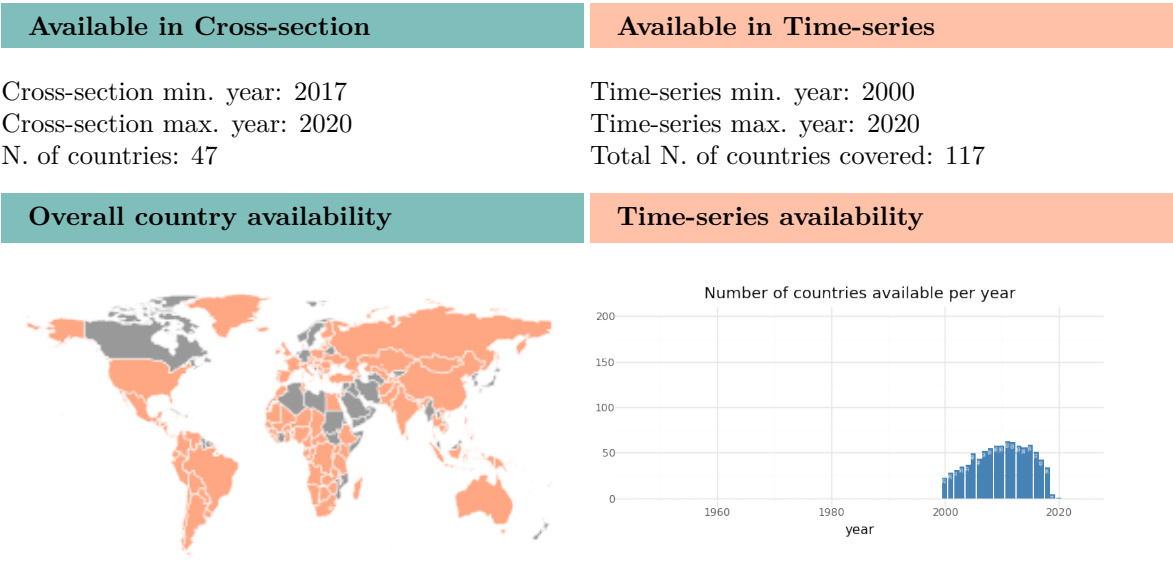 Available in Cross-section
Available in Time-series
Cross-section min. year: 2017
Cross-section max. year: 2020
N. of countries: 47
Time-series min. year: 2000
Time-series max. year: 2020
Total N. of countries covered: 117
Overall country availability
Time-series availability
Number of countries available per year
200
150
100
50
0
1960
1980
2000
2020
year